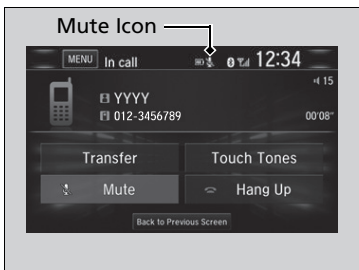 Mute Icon
MENU In call 12:34
15
YYYY
012-3456789 00'08"
Transfer Touch Tones
Mute Hang Up
Back to Previous Screen